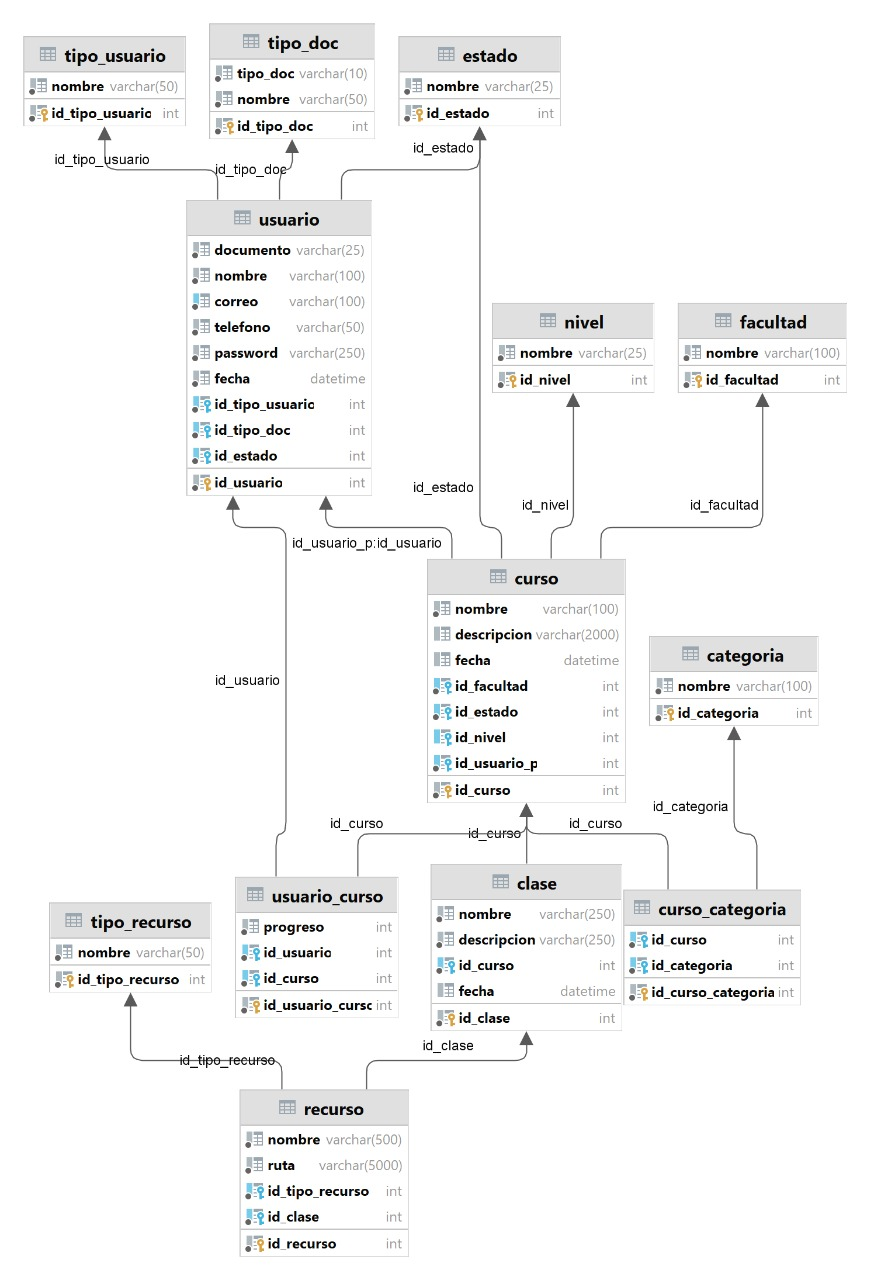 tipo_usuario
nombre varchar(50)
id_tipo_usuario int
tipo_doc
tipo_doc varchar(10)
nombre varchar(50)
id_tipo_doc int
estado
nombre varchar(25)
id_estado int
id_tipo_usuario
id_tipo_doc
id_estado
usuario
documento varchar(25)
nombre varchar(100)
correo varchar(100)
telefono varchar(50)
password varchar(250)
fecha datetime
id_tipo_usuario int
id_tipo_doc int
id_estado int
id_usuario int
nivel
nombre varchar(25)
id_nivel int
facultad
nombre varchar(100)
id_facultad int
id_estado
id_nivel
id_facultad
id_usuario_p:id_usuario
curso
nombre varchar(100)
descripcion varchar(2000)
fecha datetime
id_facultad int
id_estado int
id_nivel int
id_usuario_p int
id_curso int
categoria
nombre varchar(100)
id_categoria int
id_usuario
id_categoria
id_curso
id_curso
id_curso
tipo_recurso
nombre varchar(50)
id_tipo_recurso int
usuario_curso
progreso int
id_usuario int
id_curso int
id_usuario_curso int
clase
nombre varchar(250)
descripcion varchar(250)
id_curso int
fecha datetime
id_clase int
curso_categoria
id_curso int
id_categoria int
id_curso_categoria int
id_tipo_recurso
id_clase
recurso
nombre varchar(500)
ruta varchar(5000)
id_tipo_recurso int
id_clase int
id_recurso int